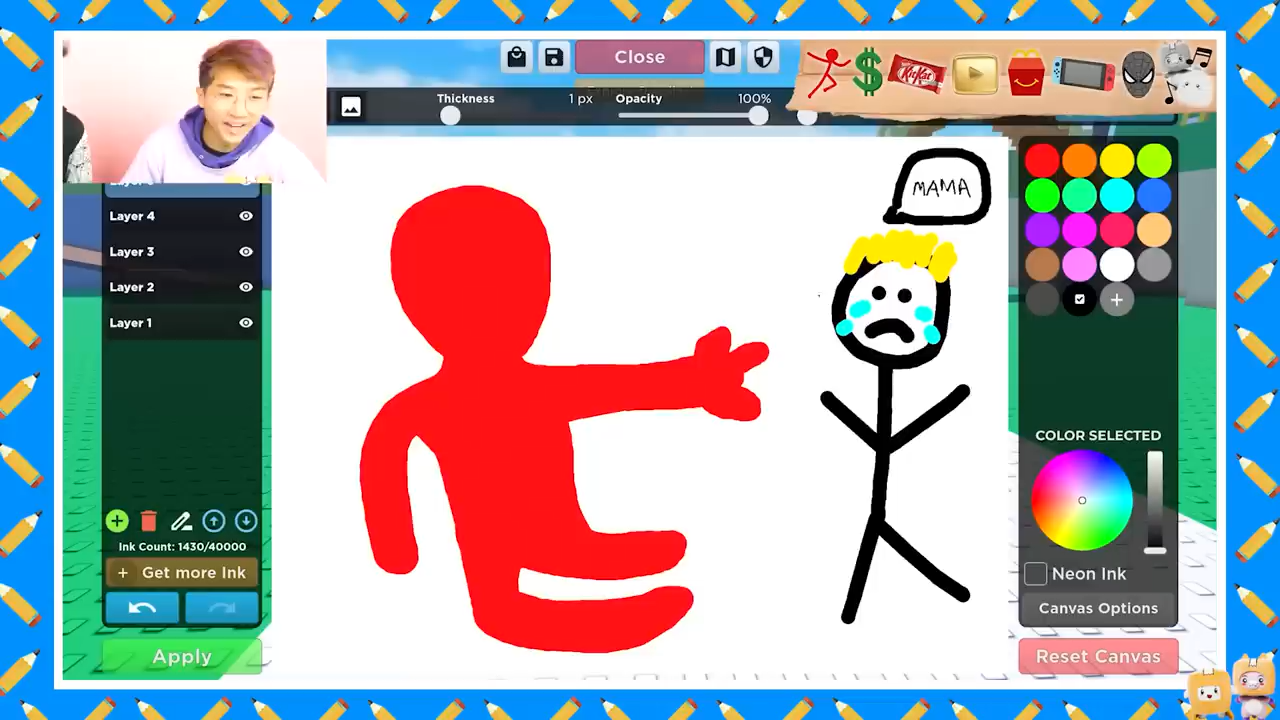 Close
Thickness 1 px Opacity 100%
KitKat
MAMA
Layer 4
Layer 3
Layer 2
Layer 1
Ink Count: 1430/40000
+ Get more Ink
Apply
COLOR SELECTED
Neon Ink
Canvas Options
Reset Canvas